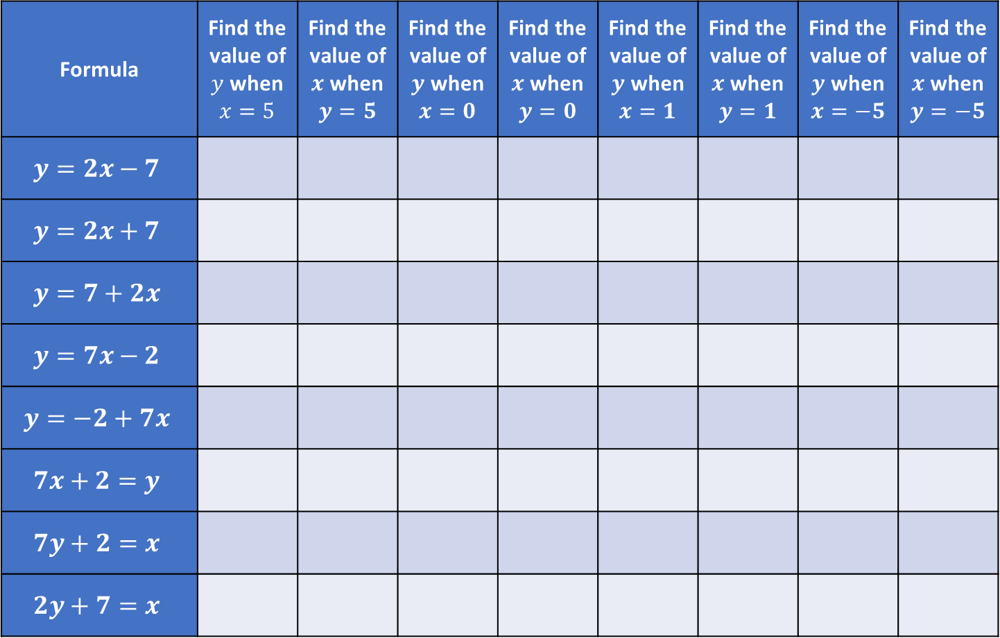 Formula
Find the
value of
y when
x = 5
Find the
value of
x when
y = 5
Find the
value of
y when
x = 0
Find the
value of
x when
y = 0
Find the
value of
y when
x = 1
Find the
value of
x when
y = 1
Find the
value of
y when
x = −5
Find the
value of
x when
y = −5
y = 2x − 7
y = 2x + 7
y = 7 + 2x
y = 7x − 2
y = −2 + 7x
7x + 2 = y
7y + 2 = x
2y + 7 = x